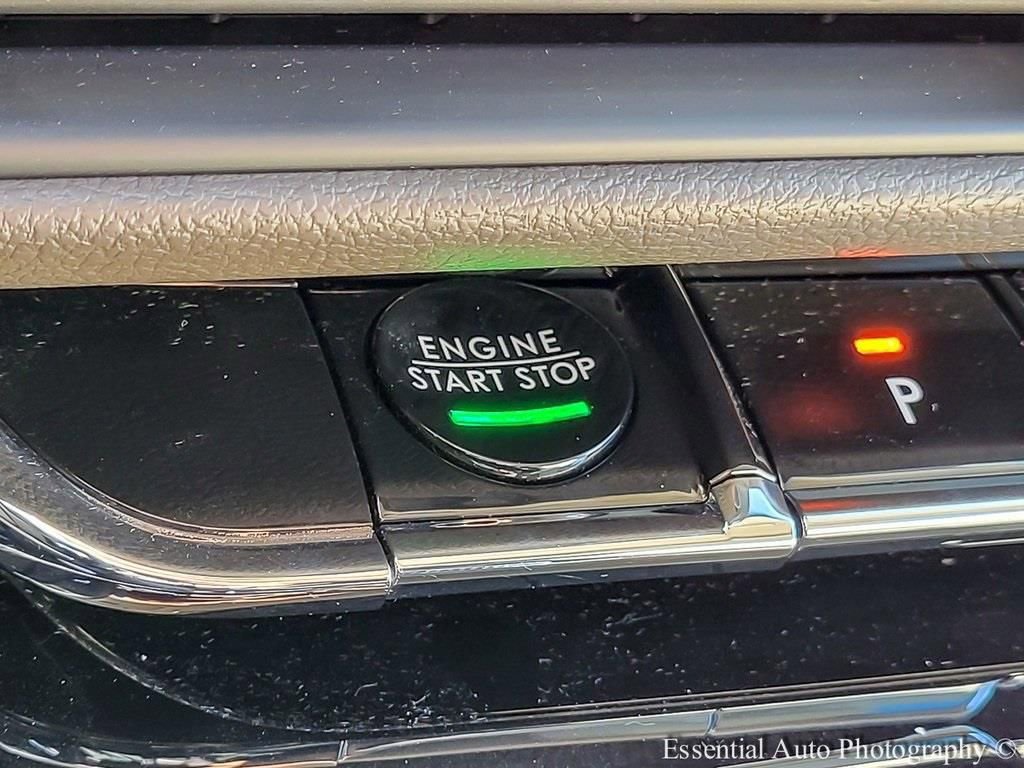 ENGINE
START STOP
P
Essential Auto Photography ©